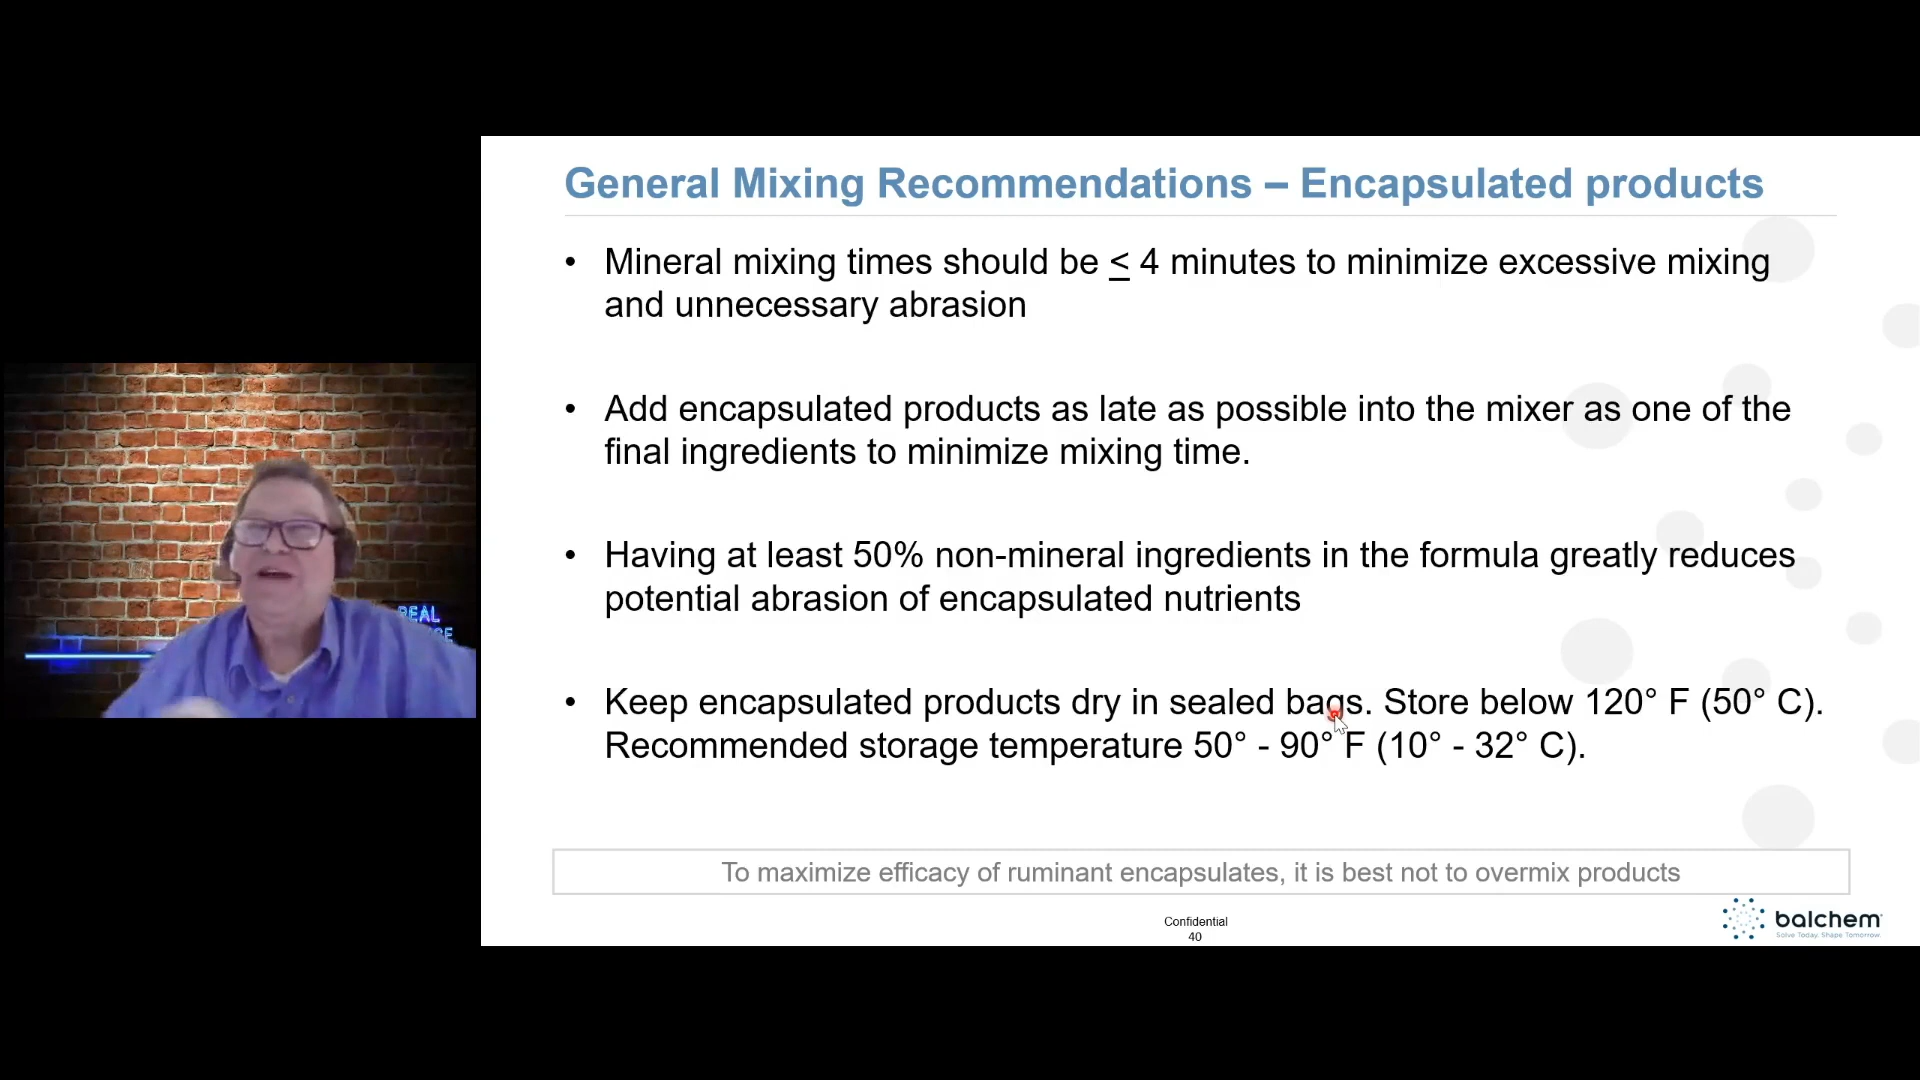 General Mixing Recommendations – Encapsulated products
• Mineral mixing times should be < 4 minutes to minimize excessive mixing
and unnecessary abrasion
• Add encapsulated products as late as possible into the mixer as one of the
final ingredients to minimize mixing time.
• Having at least 50% non-mineral ingredients in the formula greatly reduces
potential abrasion of encapsulated nutrients
• Keep encapsulated products dry in sealed bags. Store below 120° F (50° C).
Recommended storage temperature 50° - 90° F (10° - 32° C).
To maximize efficacy of ruminant encapsulates, it is best not to overmix products
Confidential
40
balchem
Solve Today. Shape Tomorrow.
REAL